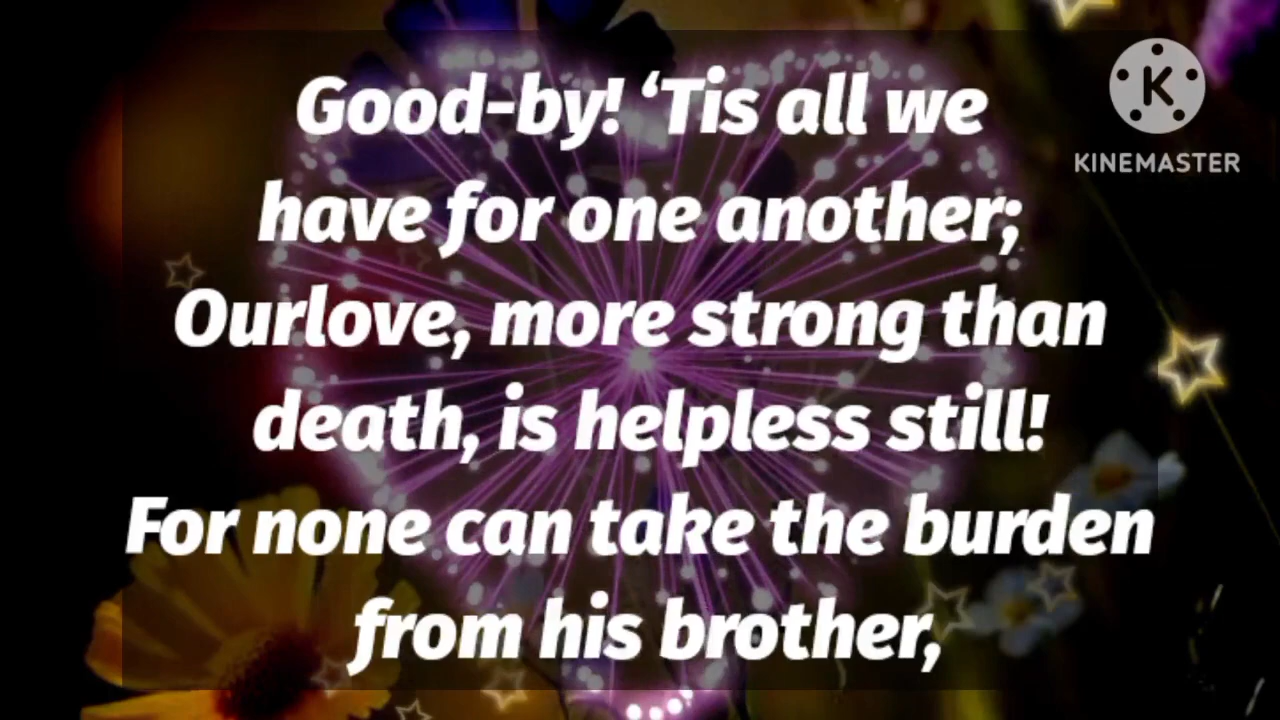 Good-by! ‘Tis all we
have for one another;
Ourlove, more strong than
death, is helpless still!
For none can take the burden
from his brother,
K
KINEMASTER